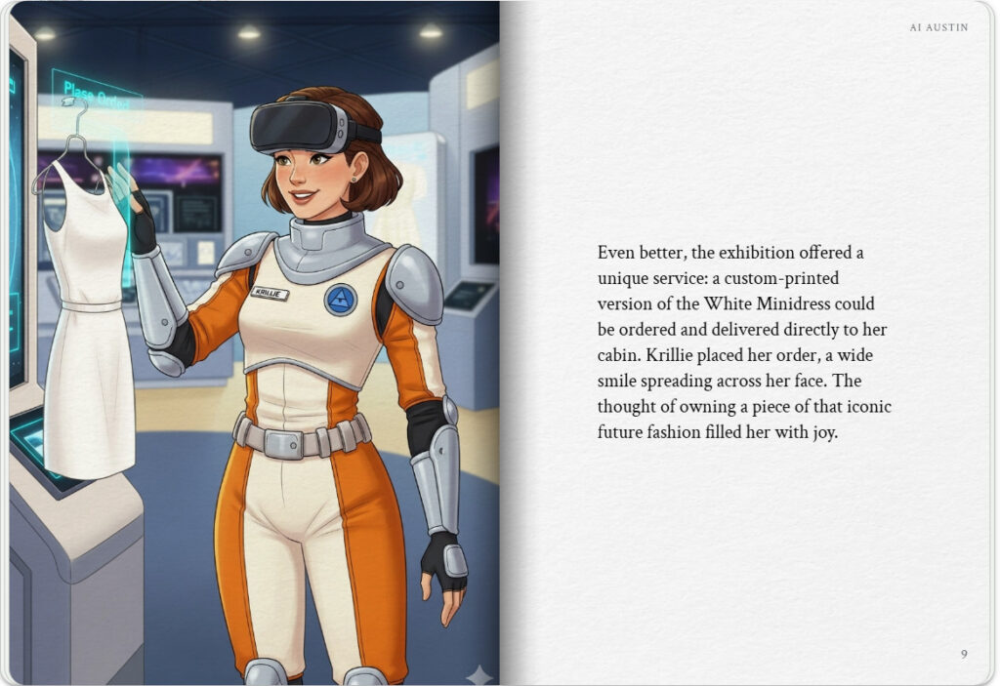 Plase Order
KRILLIE
AI AUSTIN
Even better, the exhibition offered a
unique service: a custom-printed
version of the White Minidress could
be ordered and delivered directly to her
cabin. Krillie placed her order, a wide
smile spreading across her face. The
thought of owning a piece of that iconic
future fashion filled her with joy.
9